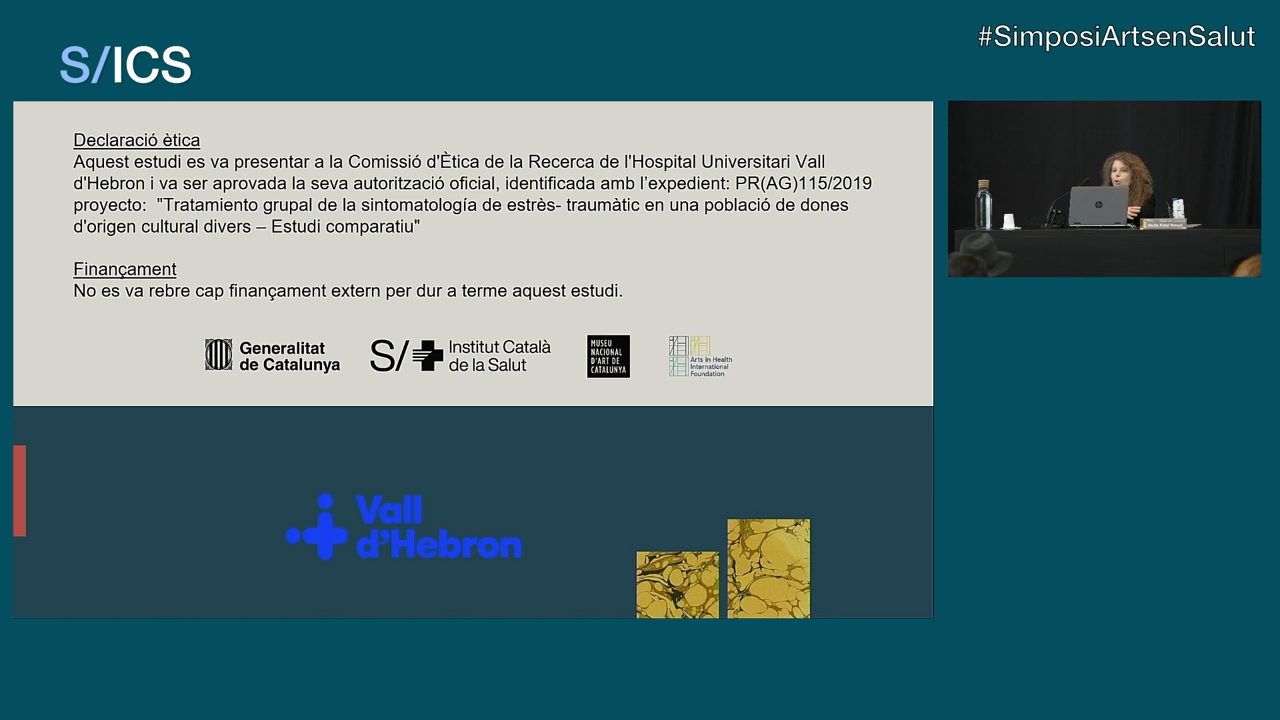 #SimposiArtsenSalut
S/ICS
Declaració ètica
Aquest estudi es va presentar a la Comissió d'Ètica de la Recerca de l'Hospital Universitari Vall
d'Hebron i va ser aprovada la seva autorització oficial, identificada amb l’expedient: PR(AG)115/2019
proyecto: "Tratamiento grupal de la sintomatología de estrès- traumàtic en una població de dones
d'origen cultural divers – Estudi comparatiu"
Finançament
No es va rebre cap finançament extern per dur a terme aquest estudi.
Generalitat
de Catalunya
S/
Institut Català
de la Salut
MUSEU
NACIONAL
D'ART DE
CATALUNYA
Arts in Health
International
Foundation
Vall
d’Hebron
hp